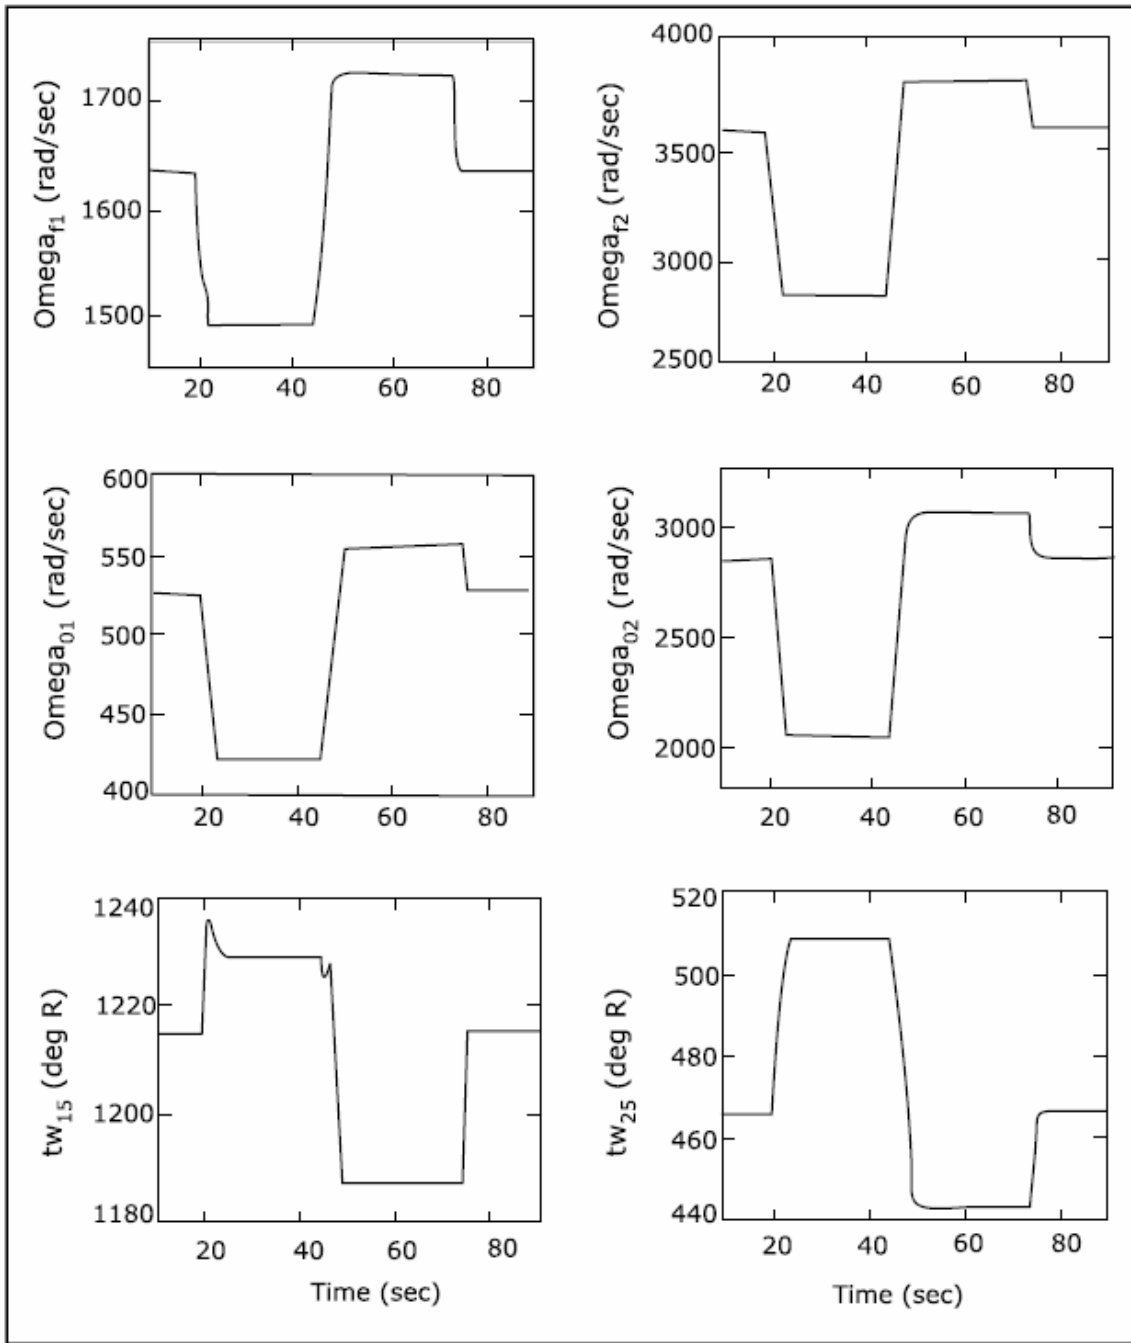 Omega_f1 (rad/sec)
1700
1600
1500
20 40 60 80
Omega_f2 (rad/sec)
4000
3500
3000
2500
20 40 60 80
Omega_01 (rad/sec)
600
550
500
450
400
20 40 60 80
Omega_02 (rad/sec)
3000
2500
2000
20 40 60 80
tw_15 (deg R)
1240
1220
1200
1180
20 40 60 80
Time (sec)
tw_25 (deg R)
520
500
480
460
440
20 40 60 80
Time (sec)